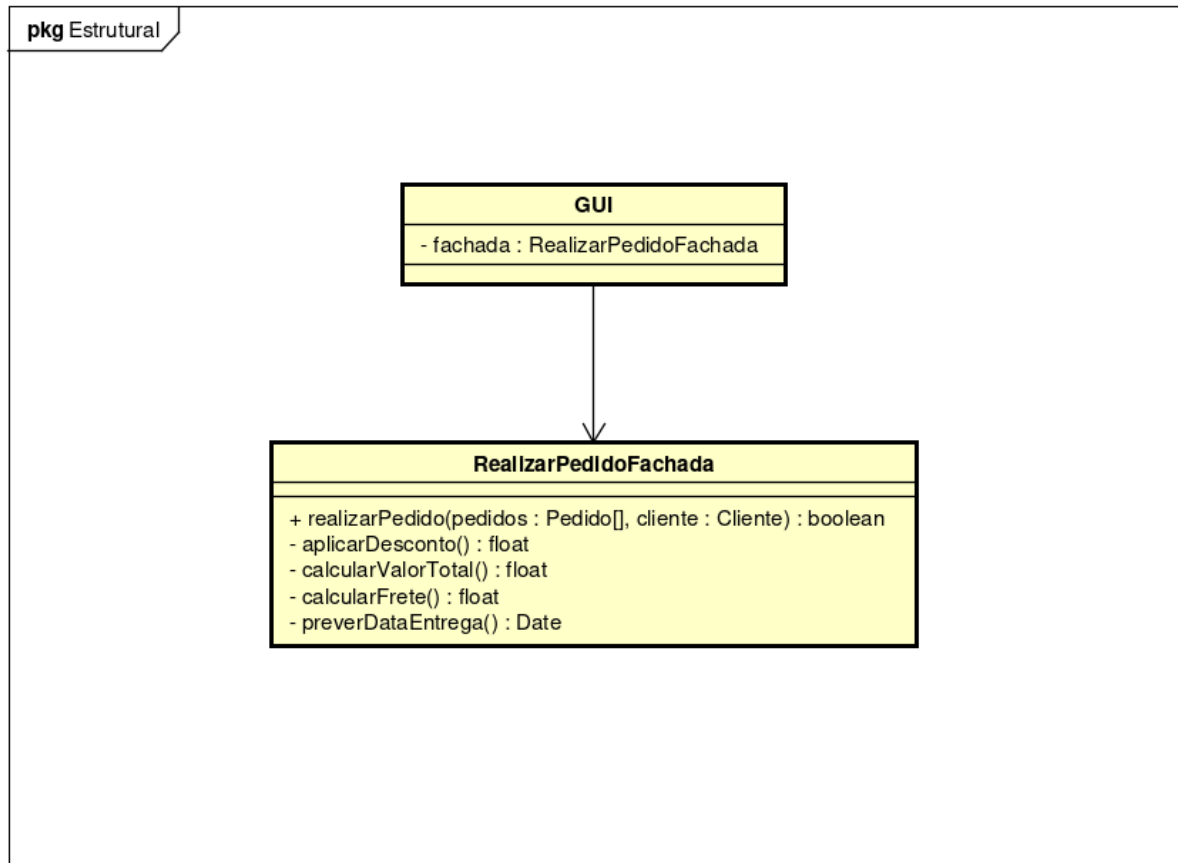 pkg Estrutural
GUI
- fachada : RealizarPedidoFachada
RealizarPedidoFachada
+ realizarPedido(pedidos : Pedido[], cliente : Cliente) : boolean
- aplicarDesconto() : float
- calcularValorTotal() : float
- calcularFrete() : float
- preverDataEntrega() : Date